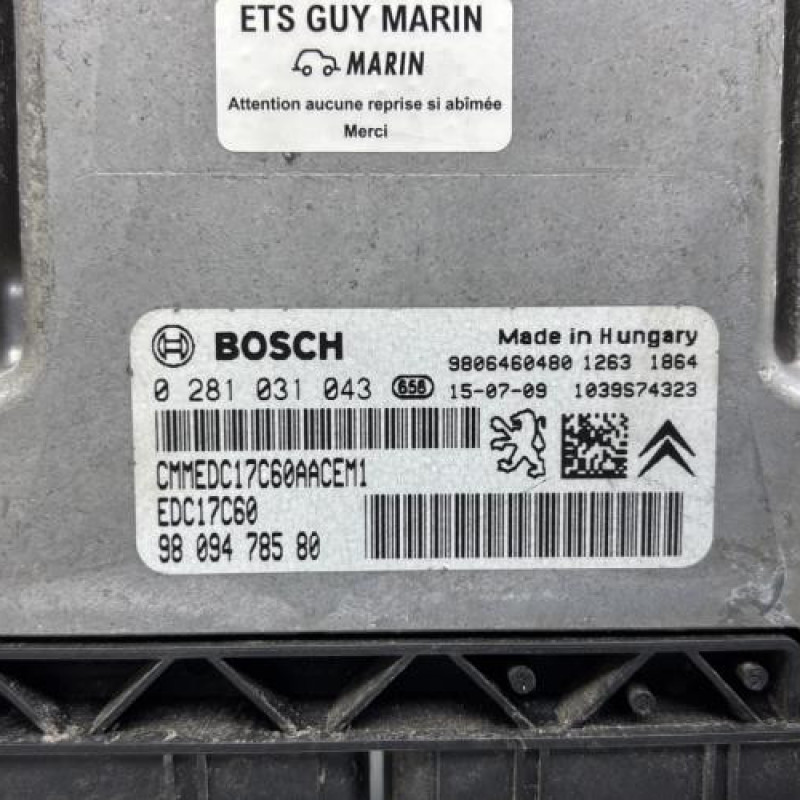 ETS GUY MARIN
MARIN
Attention aucune reprise si abîmée
Merci
BOSCH Made in Hungary
9806460480 1263 1864
0 281 031 043 656 15-07-09 1039S74323
CMMEDC17C60AACEM1
EDC17C60
98 094 785 80